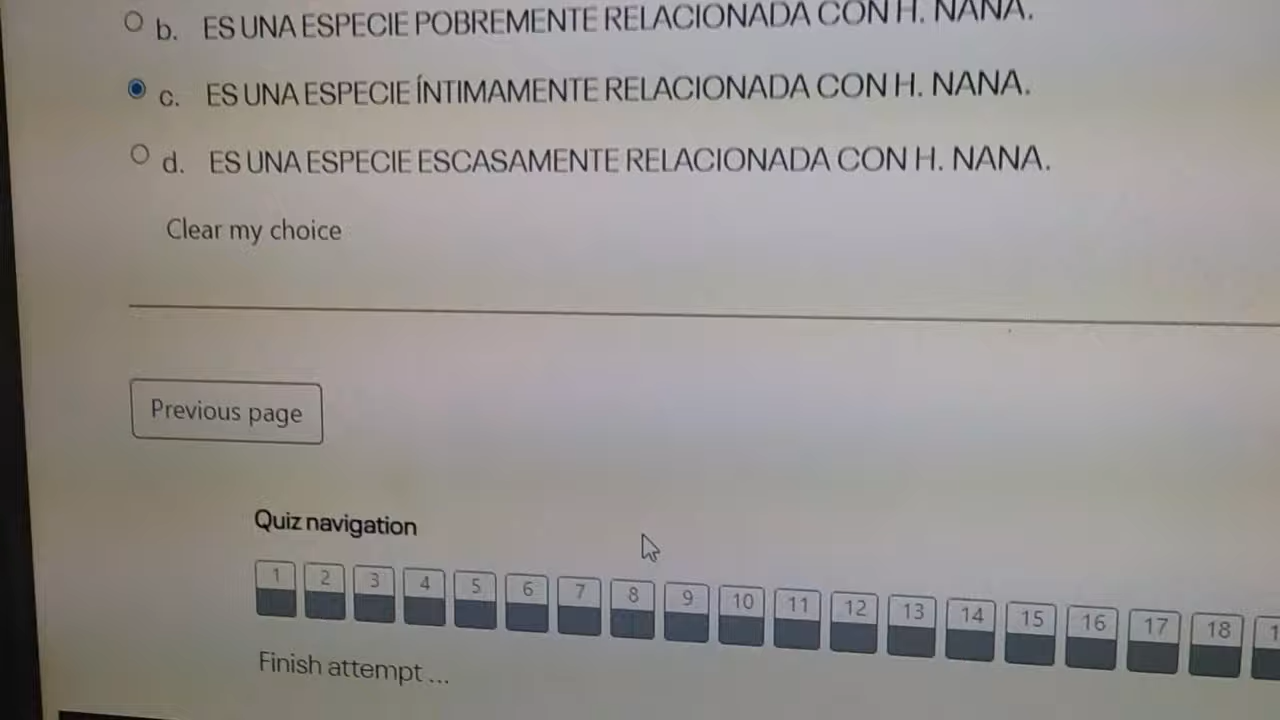 b. ES UNA ESPECIE POBREMENTE RELACIONADA CON H. NANA.
c. ES UNA ESPECIE ÍNTIMAMENTE RELACIONADA CON H. NANA.
d. ES UNA ESPECIE ESCASAMENTE RELACIONADA CON H. NANA.
Clear my choice
Previous page
Quiz navigation
1 2 3 4 5 6 7 8 9 10 11 12 13 14 15 16 17 18
Finish attempt ...